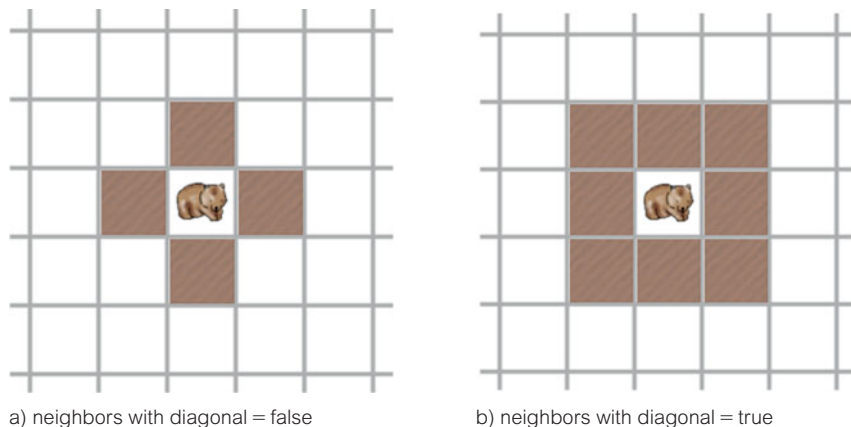 a) neighbors with diagonal = false
b) neighbors with diagonal = true